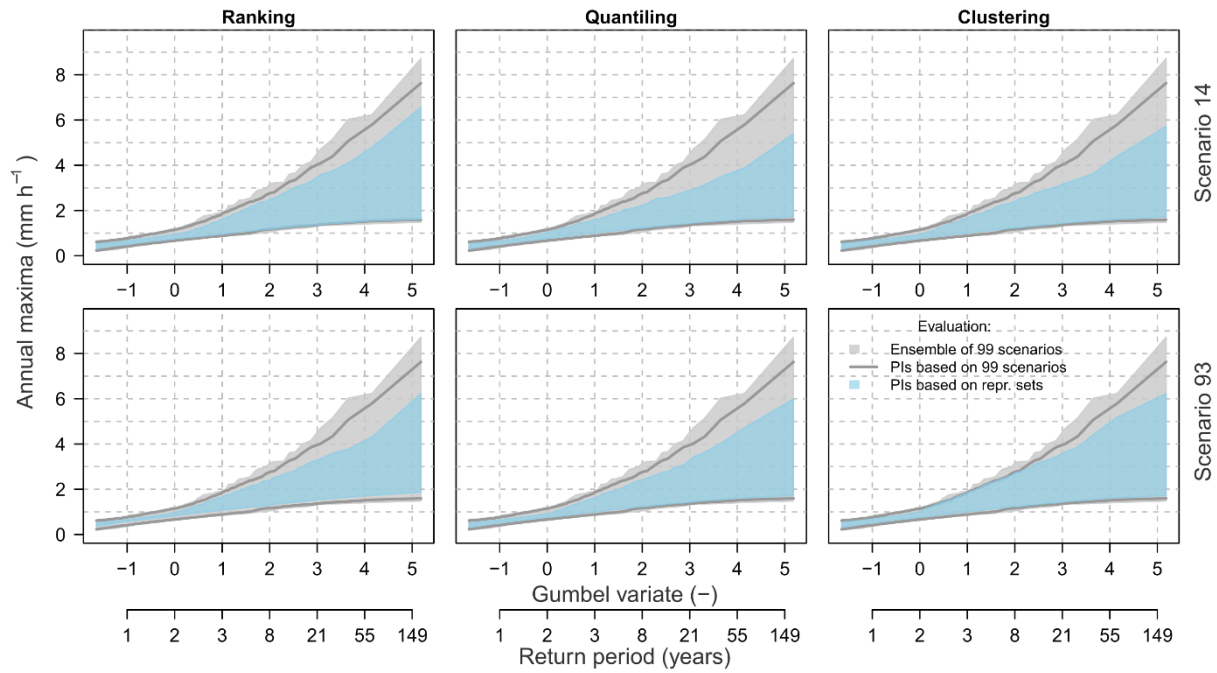 Ranking Quantiling Clustering
Annual maxima (mm h⁻¹)
8
6
4
2
0
Scenario 14
−1 0 1 2 3 4 5 −1 0 1 2 3 4 5 −1 0 1 2 3 4 5
8
6
4
2
0
Evaluation:
Ensemble of 99 scenarios
PIs based on 99 scenarios
PIs based on repr. sets
Scenario 93
−1 0 1 2 3 4 5 −1 0 1 2 3 4 5 −1 0 1 3 3 4 5
Gumbel variate (−)
1 2 3 8 21 55 149 1 2 3 8 21 55 149 1 2 3 8 21 55 149
Return period (years)